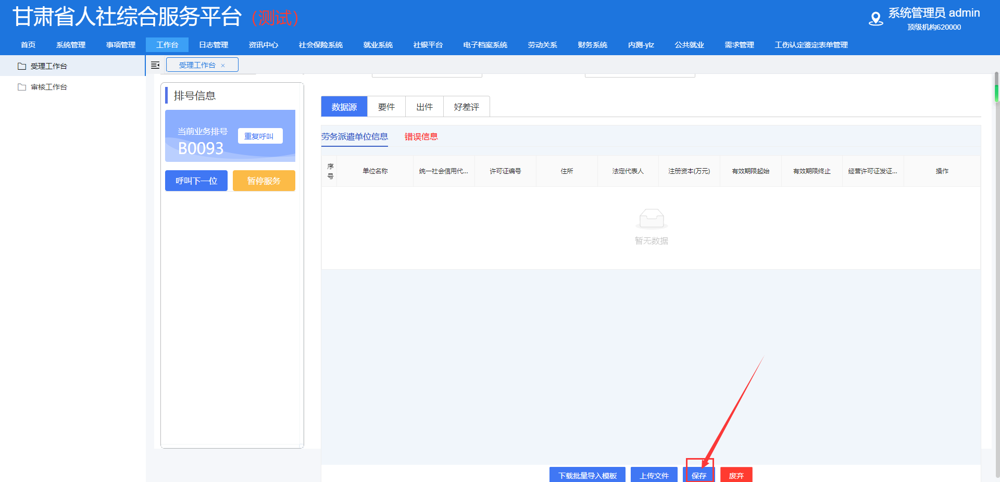 甘肃省人社综合服务平台（测试）
系统管理员 admin
顶级机构620000
首页 系统管理 事项管理 工作台 日志管理 资讯中心 社会保险系统 就业系统 社银平台 电子档案系统 劳动关系 财务系统 内测-ylz 公共就业 需求管理 工伤认定鉴定表单管理
受理工作台
审核工作台
受理工作台 ×
排号信息
当前业务排号
B0093
重复呼叫
呼叫下一位 暂停服务
数据源 要件 出件 好差评
劳务派遣单位信息 错误信息
序号 单位名称 统一社会信用代... 许可证编号 住所 法定代表人 注册资本(万元) 有效期限起始 有效期限终止 经营许可证发证... 操作
暂无数据
下载批量导入模板 上传文件 保存 废弃